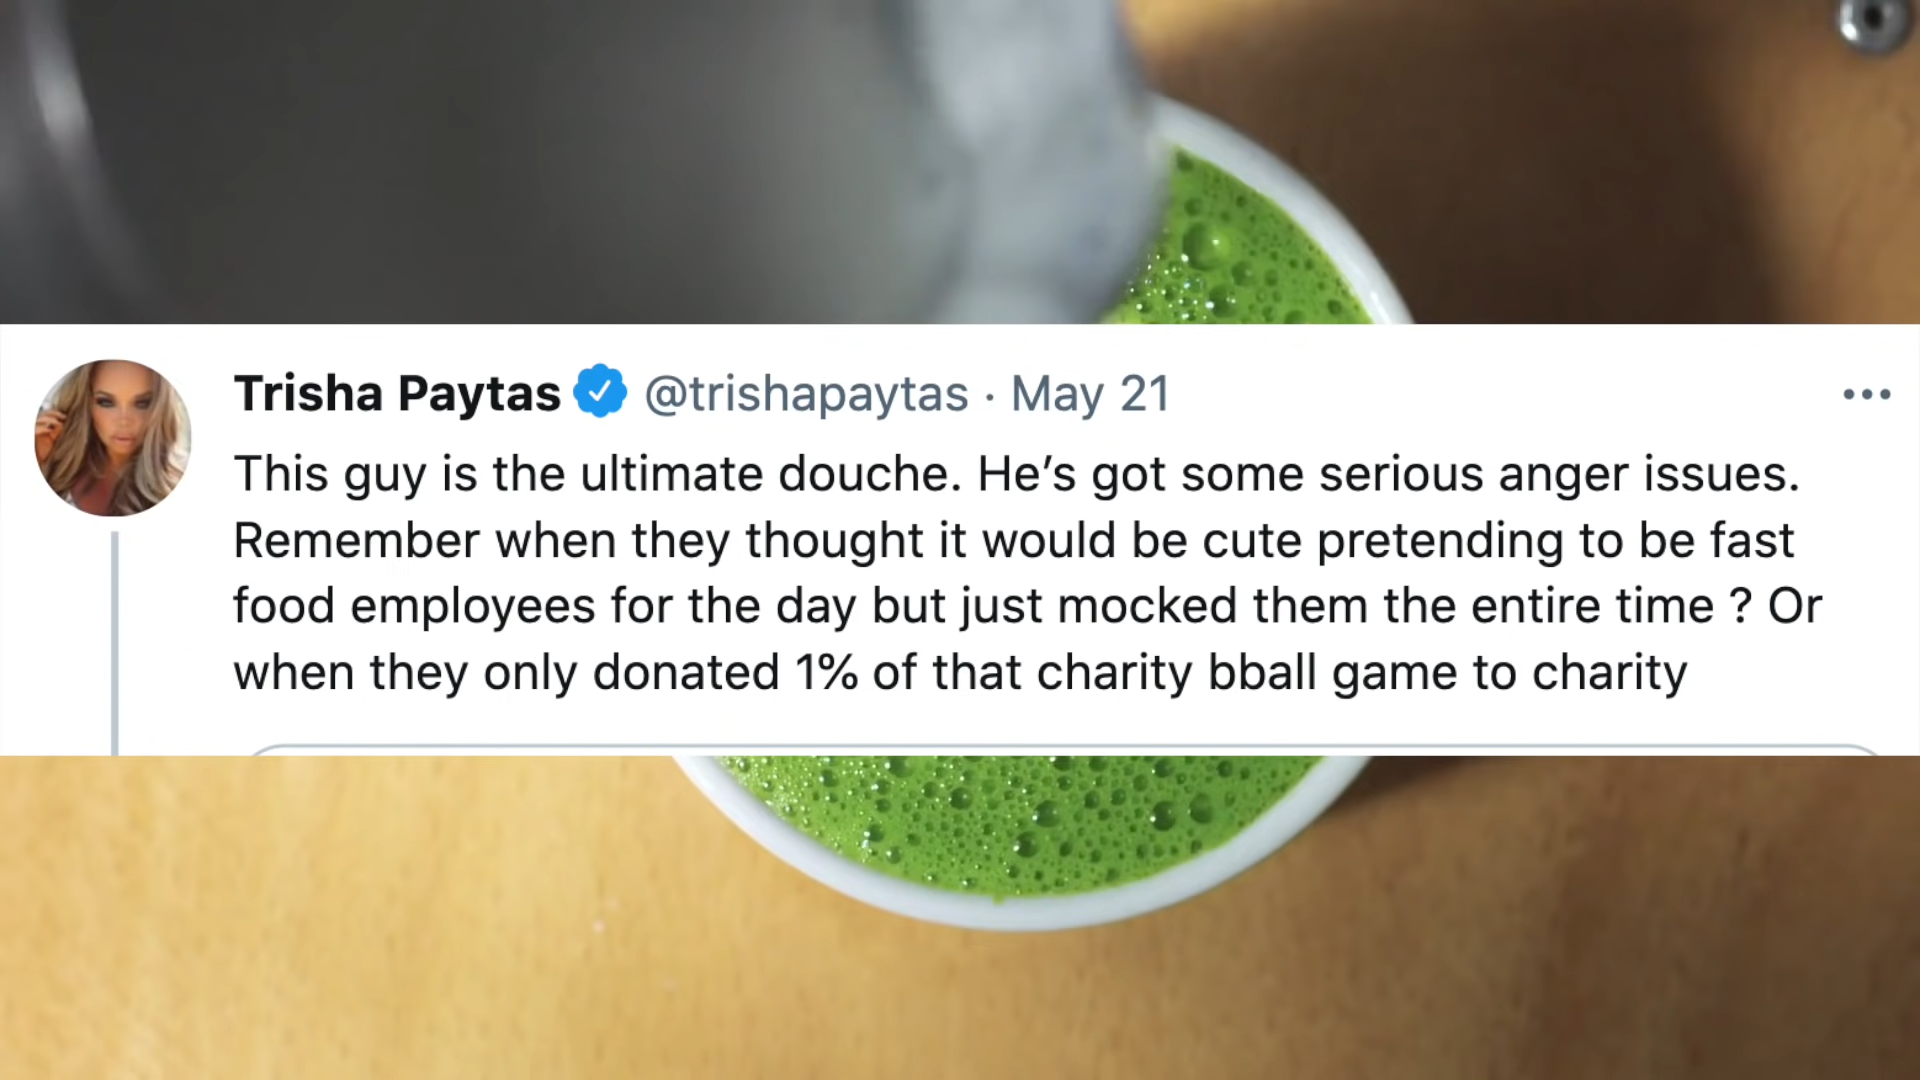 Trisha Paytas @trishapaytas · May 21
This guy is the ultimate douche. He’s got some serious anger issues.
Remember when they thought it would be cute pretending to be fast
food employees for the day but just mocked them the entire time ? Or
when they only donated 1% of that charity bball game to charity